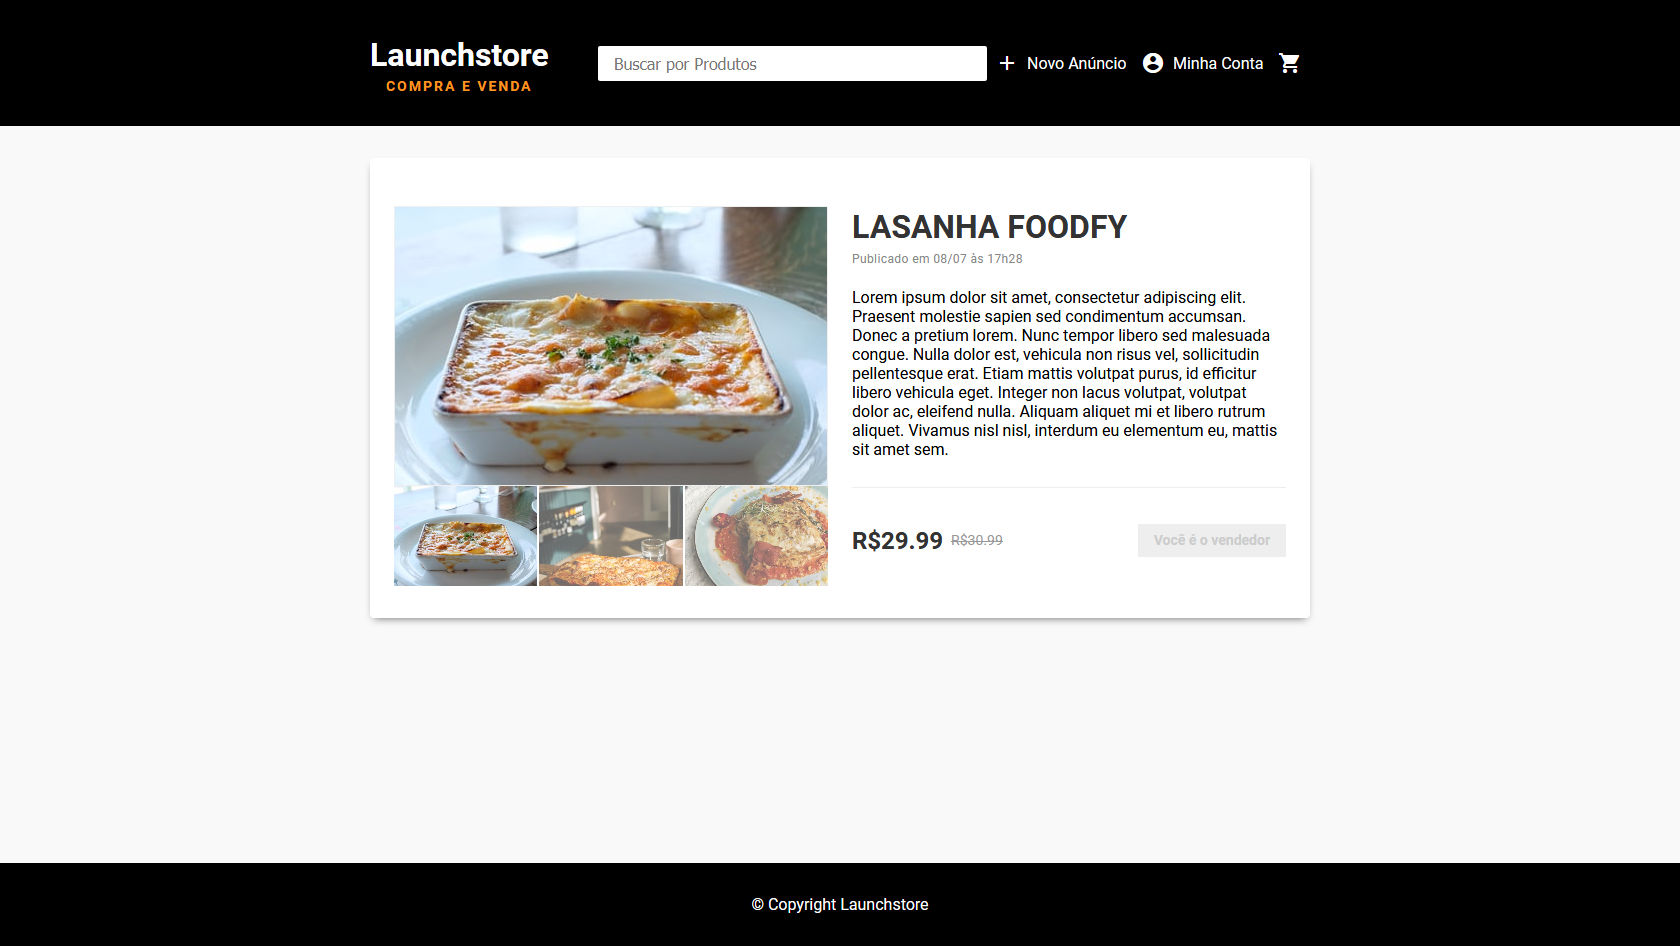 Launchstore
COMPRA E VENDA
Buscar por Produtos
Novo Anúncio
Minha Conta
LASANHA FOODFY
Publicado em 08/07 às 17h28
Lorem ipsum dolor sit amet, consectetur adipiscing elit.
Praesent molestie sapien sed condimentum accumsan.
Donec a pretium lorem. Nunc tempor libero sed malesuada
congue. Nulla dolor est, vehicula non risus vel, sollicitudin
pellentesque erat. Etiam mattis volutpat purus, id efficitur
libero vehicula eget. Integer non lacus volutpat, volutpat
dolor ac, eleifend nulla. Aliquam aliquet mi et libero rutrum
aliquet. Vivamus nisl nisl, interdum eu elementum eu, mattis
sit amet sem.
R$29.99 R$30.99
Você é o vendedor
© Copyright Launchstore